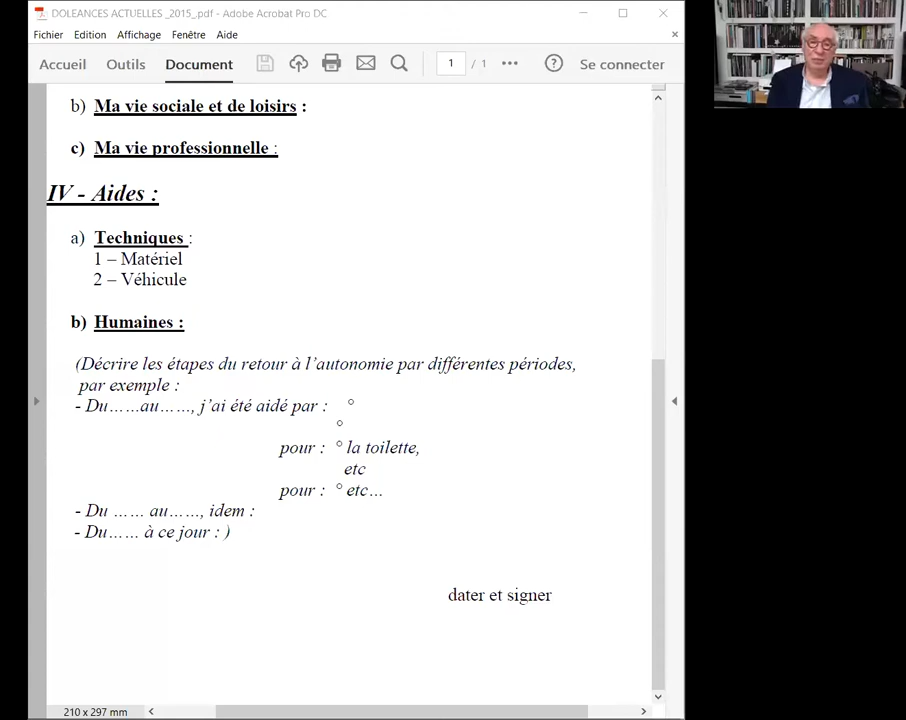 DOLEANCES ACTUELLES _2015_.pdf - Adobe Acrobat Pro DC
Fichier Edition Affichage Fenêtre Aide
Accueil Outils Document 1 / 1 Se connecter
b) Ma vie sociale et de loisirs :
c) Ma vie professionnelle :
IV - Aides :
a) Techniques :
1 – Matériel
2 – Véhicule
b) Humaines :
(Décrire les étapes du retour à l’autonomie par différentes périodes,
par exemple :
- Du……au……, j’ai été aidé par : °
°
pour : ° la toilette,
etc
pour : ° etc…
- Du …… au……, idem :
- Du…… à ce jour : )
dater et signer
210 x 297 mm